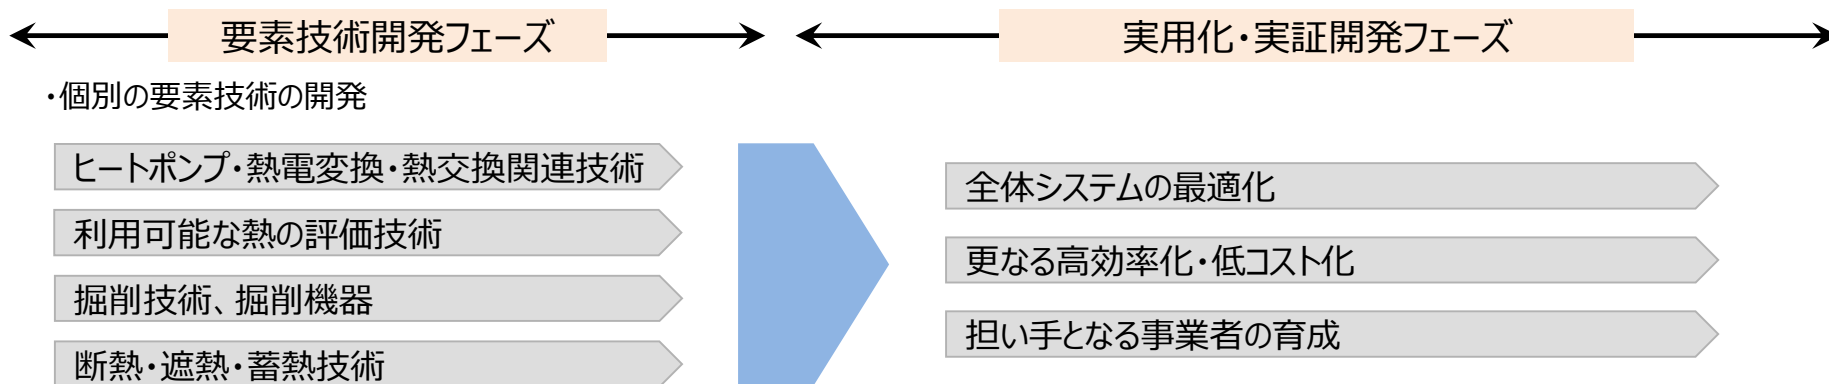 要素技術開発フェーズ
実用化・実証開発フェーズ
・個別の要素技術の開発
ヒートポンプ・熱電変換・熱交換関連技術
利用可能な熱の評価技術
掘削技術、掘削機器
断熱・遮熱・蓄熱技術
全体システムの最適化
更なる高効率化・低コスト化
担い手となる事業者の育成